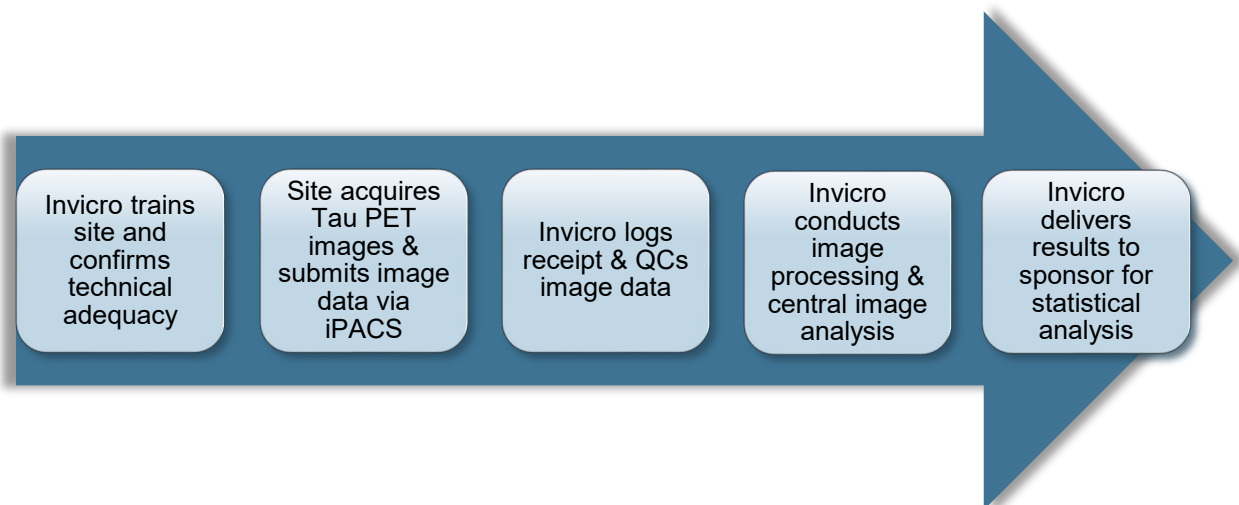 Invicro trains
site and
confirms
technical
adequacy
Site acquires
Tau PET
images &
submits image
data via
iPACS
Invicro logs
receipt & QCs
image data
Invicro
conducts
image
processing &
central image
analysis
Invicro
delivers
results to
sponsor for
statistical
analysis